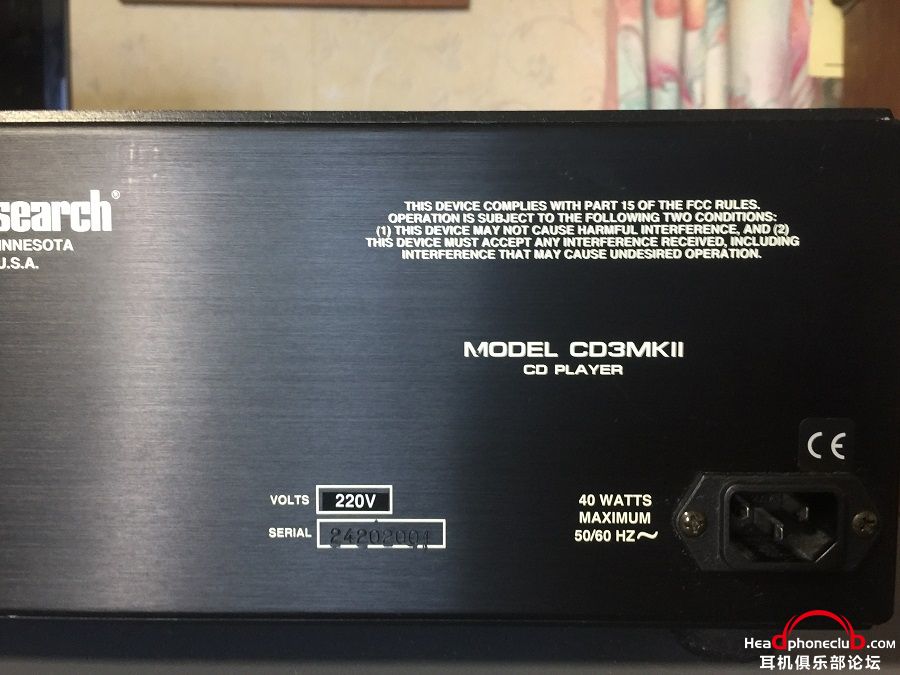 search®
INNESOTA
U.S.A.
THIS DEVICE COMPLIES WITH PART 15 OF THE FCC RULES.
OPERATION IS SUBJECT TO THE FOLLOWING TWO CONDITIONS:
(1) THIS DEVICE MAY NOT CAUSE HARMFUL INTERFERENCE, AND (2)
THIS DEVICE MUST ACCEPT ANY INTERFERENCE RECEIVED, INCLUDING
INTERFERENCE THAT MAY CAUSE UNDESIRED OPERATION.
MODEL CD3MKII
CD PLAYER
CE
VOLTS 220V
SERIAL 24202001
40 WATTS
MAXIMUM
50/60 HZ~
Headphoneclub.com
耳机俱乐部论坛